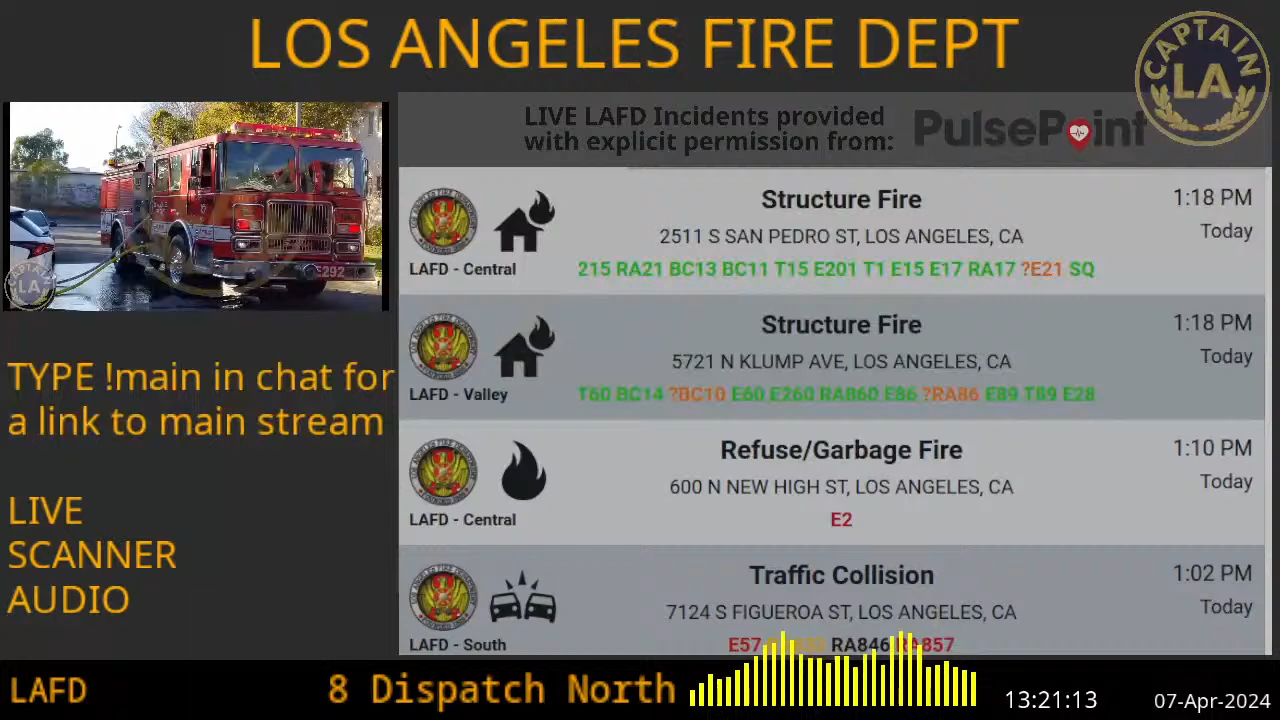 LOS ANGELES FIRE DEPT
CAPTAIN
LA
LIVE LAFD Incidents provided
with explicit permission from:
PulsePoint
Structure Fire
1:18 PM
2511 S SAN PEDRO ST, LOS ANGELES, CA
Today
LAFD - Central
215 RA21 BC13 BC11 T15 E201 T1 E15 E17 RA17 ?E21 SQ
Structure Fire
1:18 PM
5721 N KLUMP AVE, LOS ANGELES, CA
Today
LAFD - Valley
T60 BC14 ?BC10 E60 E260 RA860 E86 ?RA86 E89 T89 E28
Refuse/Garbage Fire
1:10 PM
600 N NEW HIGH ST, LOS ANGELES, CA
Today
LAFD - Central
E2
Traffic Collision
1:02 PM
7124 S FIGUEROA ST, LOS ANGELES, CA
Today
LAFD - South
E57 RA846 RA857
E292
CAPTAIN
LA
TYPE !main in chat for
a link to main stream
LIVE
SCANNER
AUDIO
LAFD
8 Dispatch North
13:21:13
07-Apr-2024